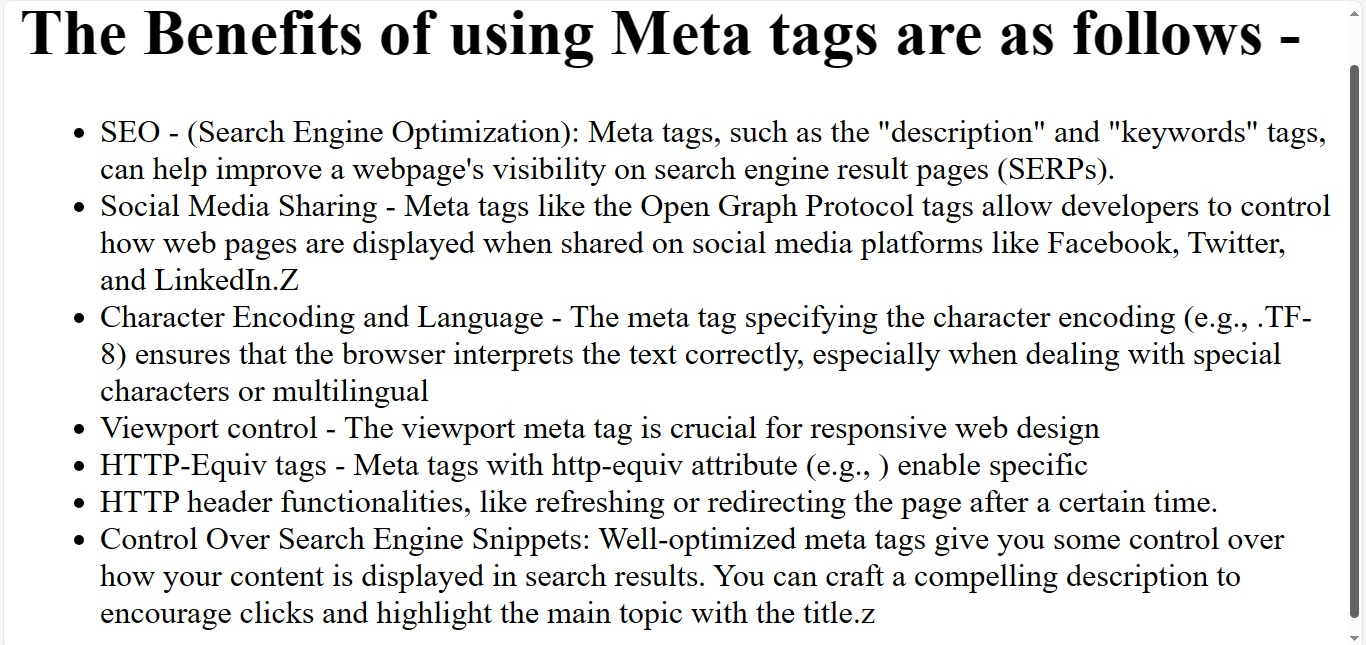 The Benefits of using Meta tags are as follows -
SEO - (Search Engine Optimization): Meta tags, such as the "description" and "keywords" tags,
can help improve a webpage's visibility on search engine result pages (SERPs).
Social Media Sharing - Meta tags like the Open Graph Protocol tags allow developers to control
how web pages are displayed when shared on social media platforms like Facebook, Twitter,
and LinkedIn.Z
Character Encoding and Language - The meta tag specifying the character encoding (e.g., .TF-
8) ensures that the browser interprets the text correctly, especially when dealing with special
characters or multilingual
Viewport control - The viewport meta tag is crucial for responsive web design
HTTP-Equiv tags - Meta tags with http-equiv attribute (e.g., ) enable specific
HTTP header functionalities, like refreshing or redirecting the page after a certain time.
Control Over Search Engine Snippets: Well-optimized meta tags give you some control over
how your content is displayed in search results. You can craft a compelling description to
encourage clicks and highlight the main topic with the title.z